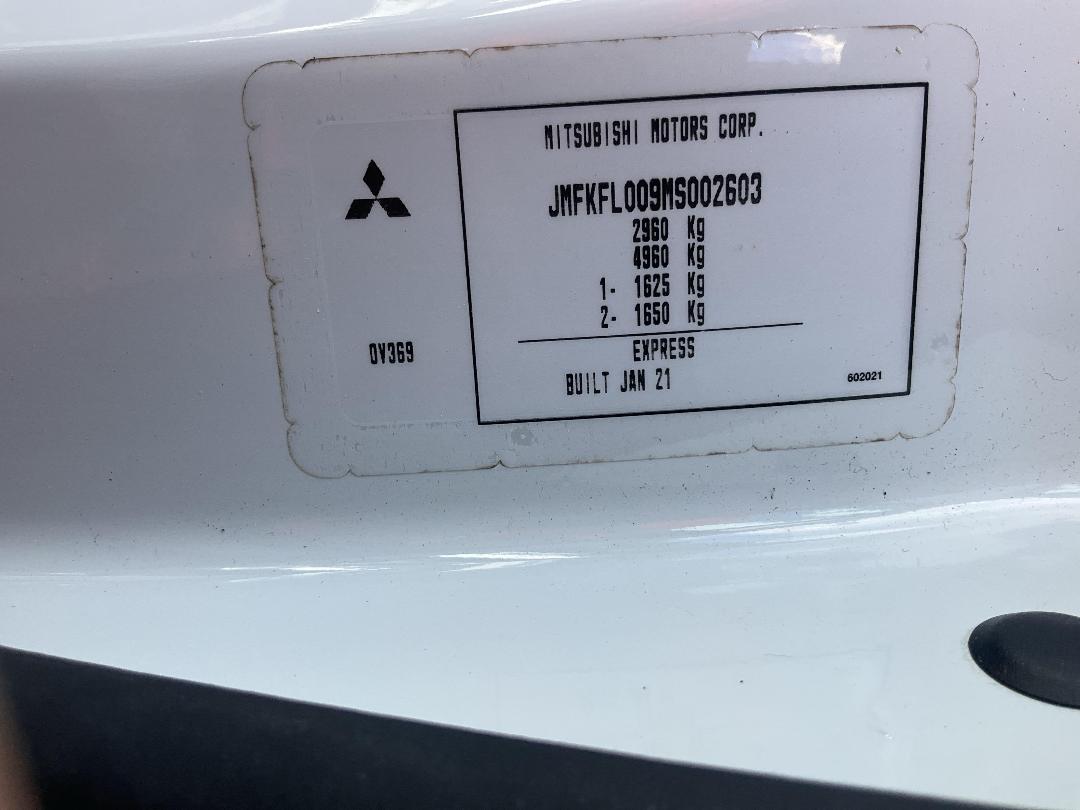 MITSUBISHI MOTORS CORP.
JMFKFL009MS002603
2960 Kg
4960 Kg
1- 1625 Kg
2- 1650 Kg
EXPRESS
BUILT JAN 21
602021
0V369